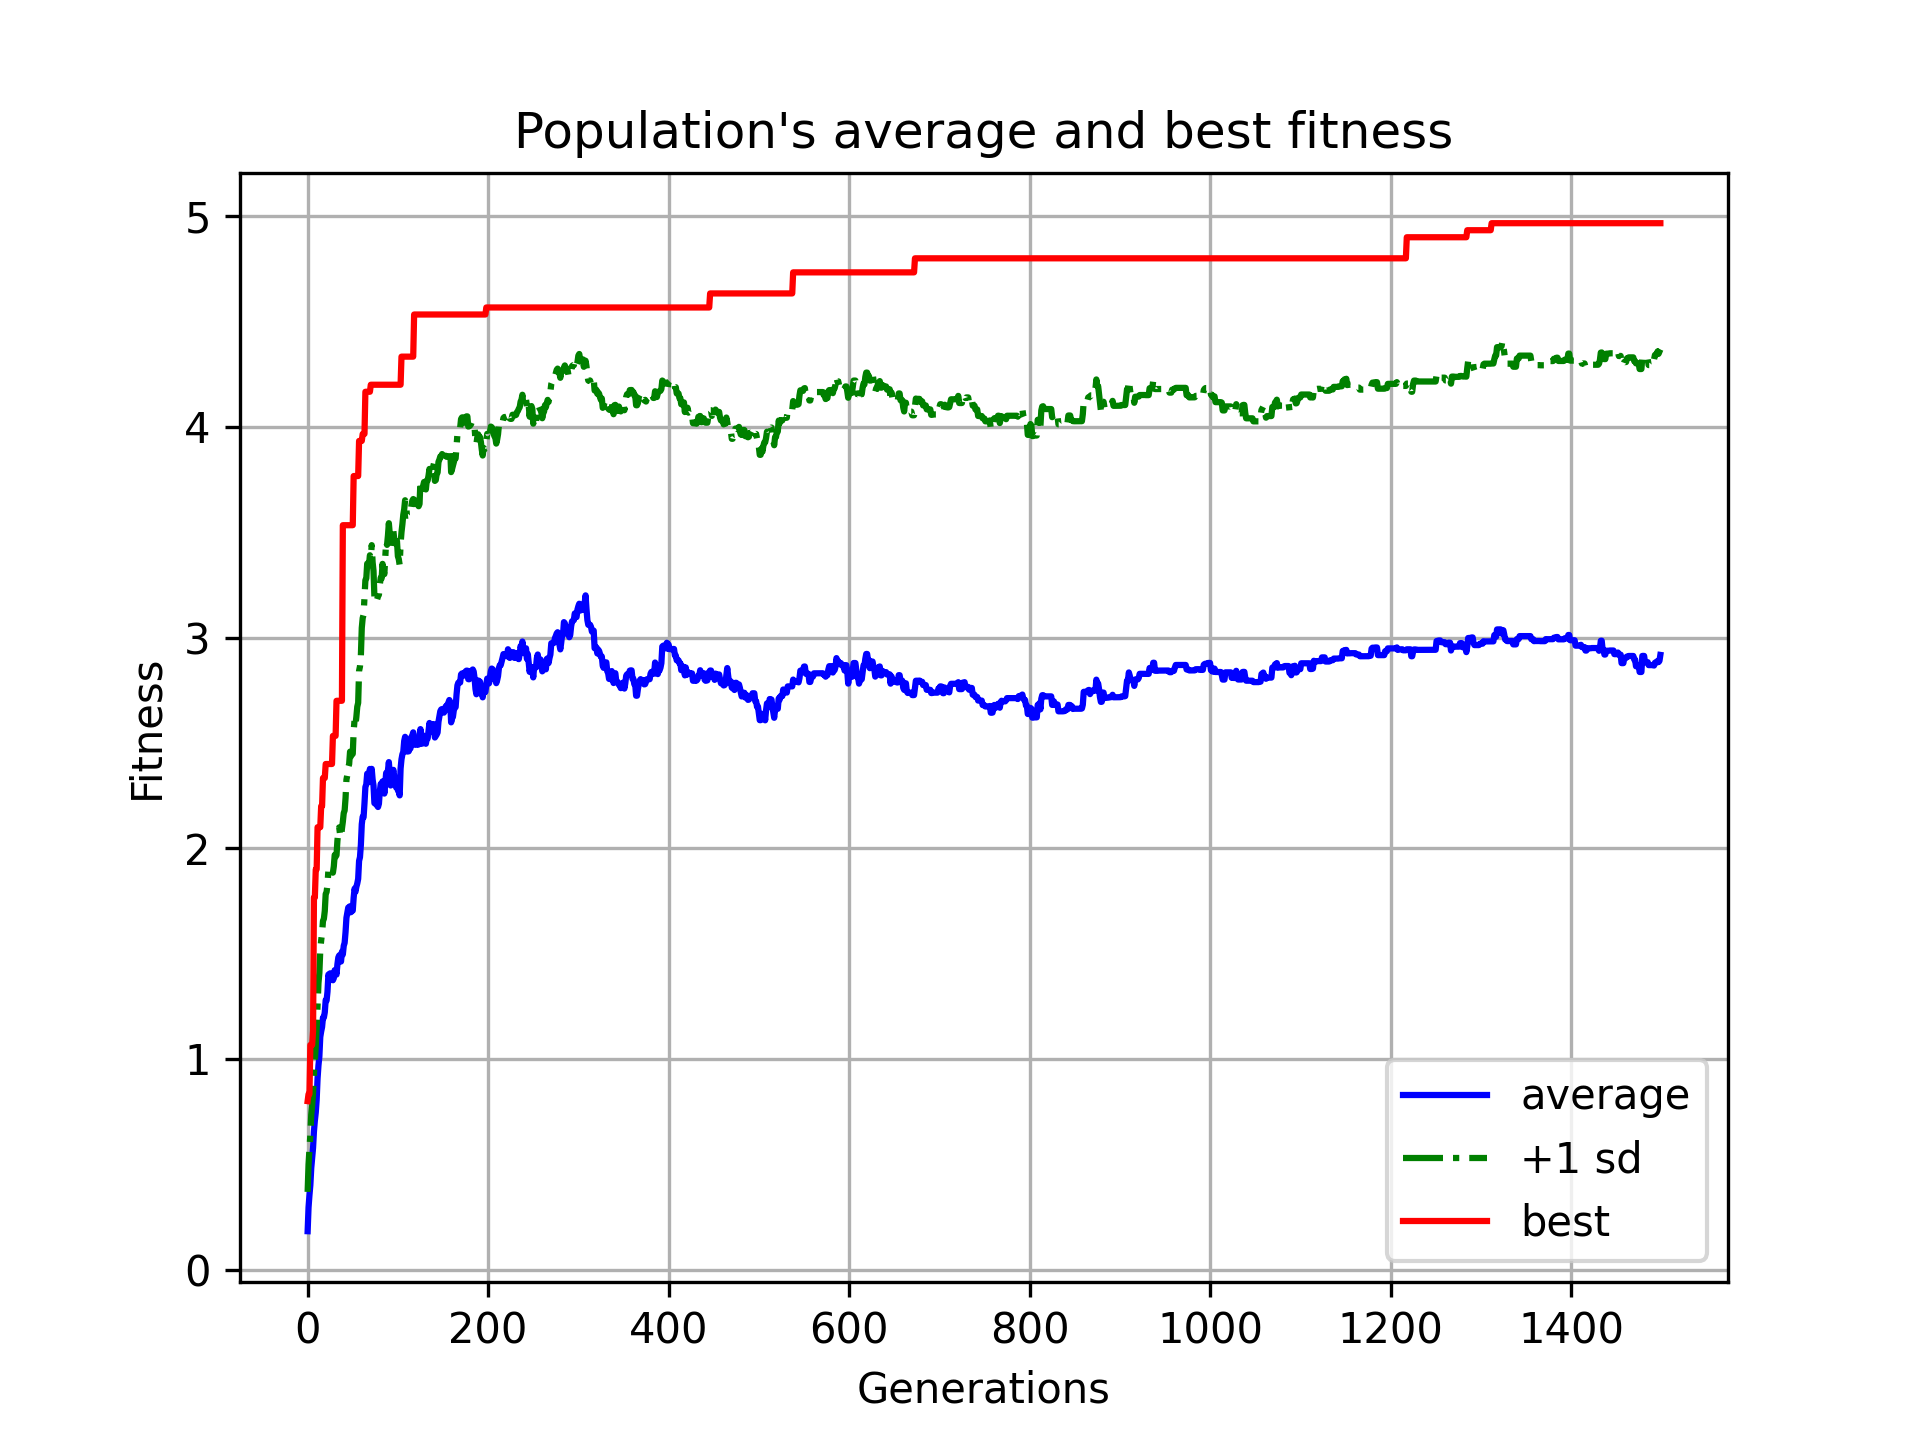 Population's average and best fitness
5
4
3
2
1
0
Fitness
0 200 400 600 800 1000 1200 1400
Generations
average
+1 sd
best